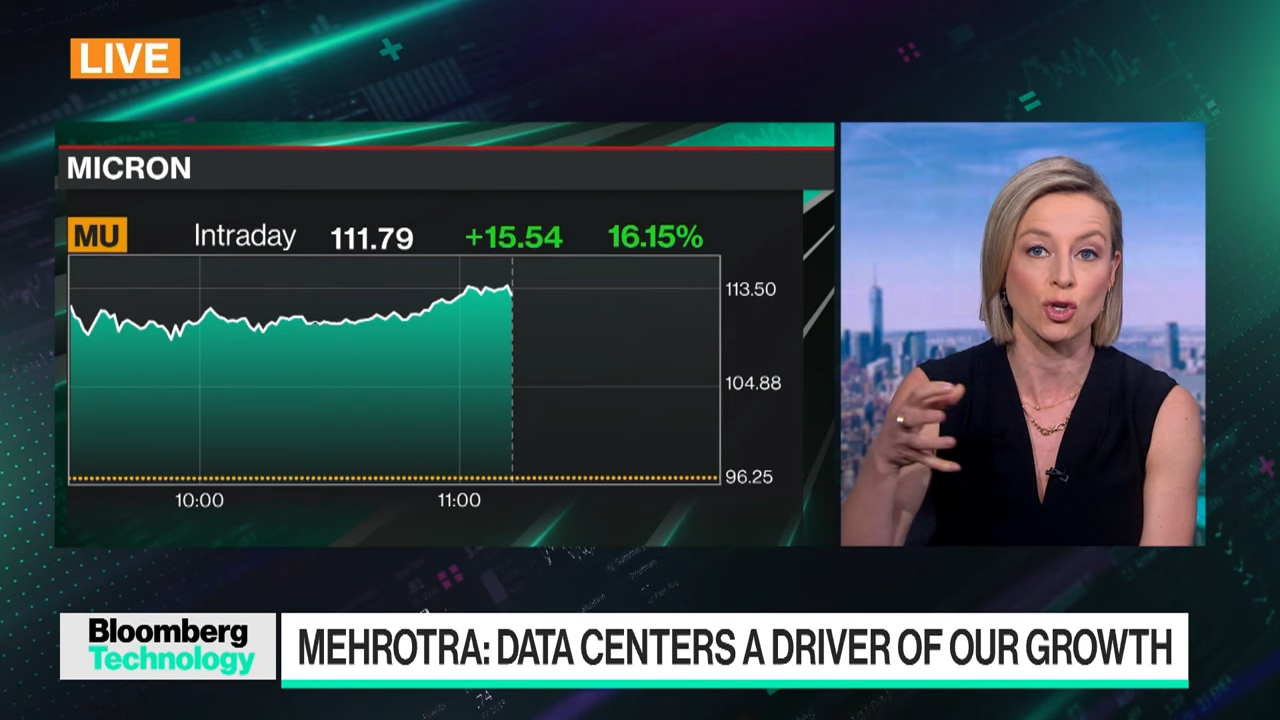 LIVE
MICRON
MU Intraday 111.79 +15.54 16.15%
113.50
104.88
96.25
10:00 11:00
Bloomberg
Technology
MEHROTRA: DATA CENTERS A DRIVER OF OUR GROWTH